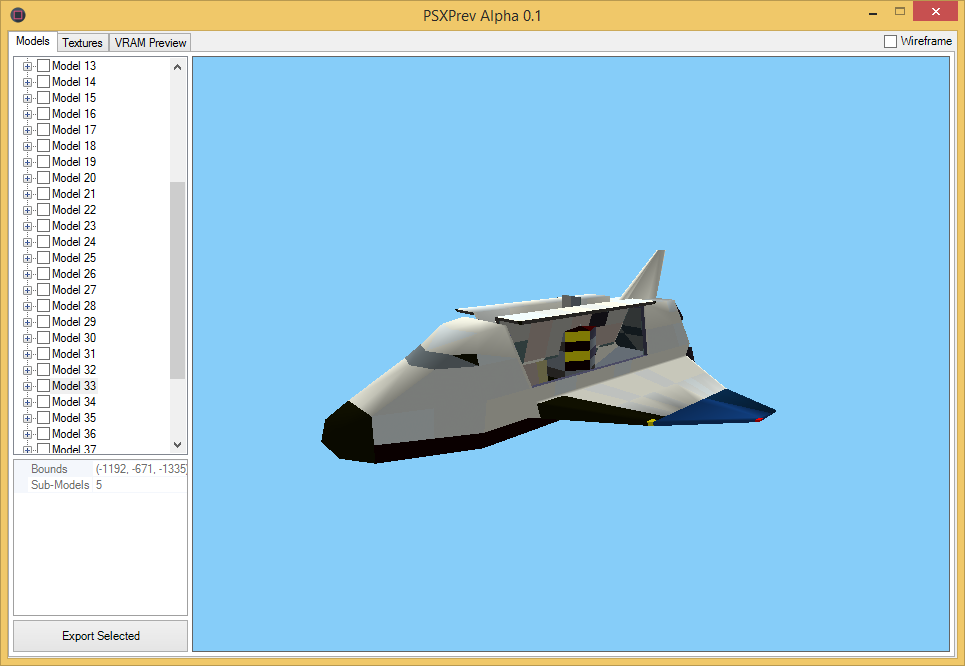 PSXPrev Alpha 0.1
Models Textures VRAM Preview Wireframe
Model 13
Model 14
Model 15
Model 16
Model 17
Model 18
Model 19
Model 20
Model 21
Model 22
Model 23
Model 24
Model 25
Model 26
Model 27
Model 28
Model 29
Model 30
Model 31
Model 32
Model 33
Model 34
Model 35
Model 36
Model 37
Bounds (-1192, -671, -1335)
Sub-Models 5
Export Selected